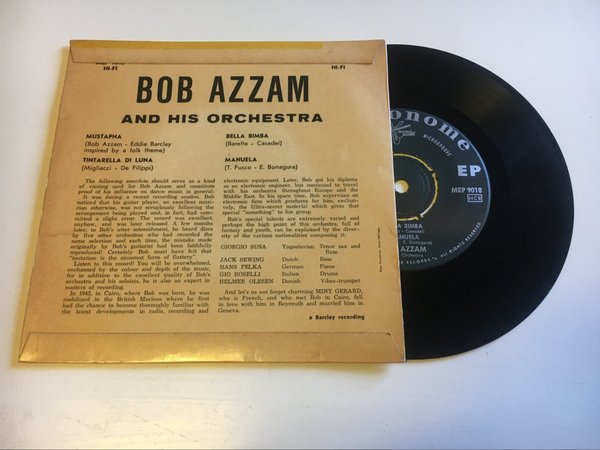 MEP 9018
HI-FI
HI-FI
BOB AZZAM
AND HIS ORCHESTRA
MUSTAPHA
(Bob Azzam - Eddie Barclay
inspired by a folk theme)
TINTARELLA DI LUNA
(Migliacci - De Filippi)
BELLA BIMBA
(Baretta - Casadei)
MANUELA
(T. Fusco - E. Bonagura)
The following anecdote should serve as a kind
of visiting card for Bob Azzam and constitute
proof of his influence on dance music in general.
It was during a recent recording session. Bob
noticed that his guitar player, an excellent musi-
cian otherwise, was not scrupulously following the
arrangement being played and, in fact, had com-
mitted a slight error. The record was excellent,
anyhow, and was later released. A few months
later, to Bob's utter astonishment, he heard discs
by five other orchestras who had recorded the
same selection and each time, the mistake made
originally by Bob's guitarist had been faithfully
reproduced! Certainly Bob must have felt that
"imitation is the sincerest form of flattery".
Listen to this record! You will be overwhelmed,
enchanted by the colour and depth of the music,
for in addition to the excellent quality of Bob's
orchestra and his soloists, he is also an expert in
matters of recording.
In 1942, in Cairo, where Bob was born, he was
mobilized in the British Marines where he first
had the chance to become thoroughly familiar with
the latest developments in radio, recording and
electronic equipment. Later, Bob got his diploma
as an electronic engineer, but continued to travel
with his orchestra throughout Europe and the
Middle East. In his spare time, Bob supervises an
electronic firm which produces for him, exclusi-
vely, the Ultra-secret material which gives that
special "something" to his group.
Bob's special talents are extremely varied and
perhaps the high point of this orchestra, full of
fantasy and youth, can be explained by the diver-
sity of the various nationalities composing it:
GIORGIO SUSA Yugoslavian Tenor sax and
flute
JACK SEWING Dutch Bass
HANS FELKA German Piano
GIO ROSELLI Italian Drums
HELMER OLESEN Danish Vibes-trumpet
And let's us not forget charming MINY GERARD,
who is French, and who met Bob in Cairo, fell
in love with him in Beyreuth and married him in
Geneva.
a Barclay recording
onome
MICROGROOVE
EP
MEP 9018
NCB
BIMBA
- Casadei)
NUELA
AZZAM
Orchestra
RECORDS
ALL RIGHTS RESERVED